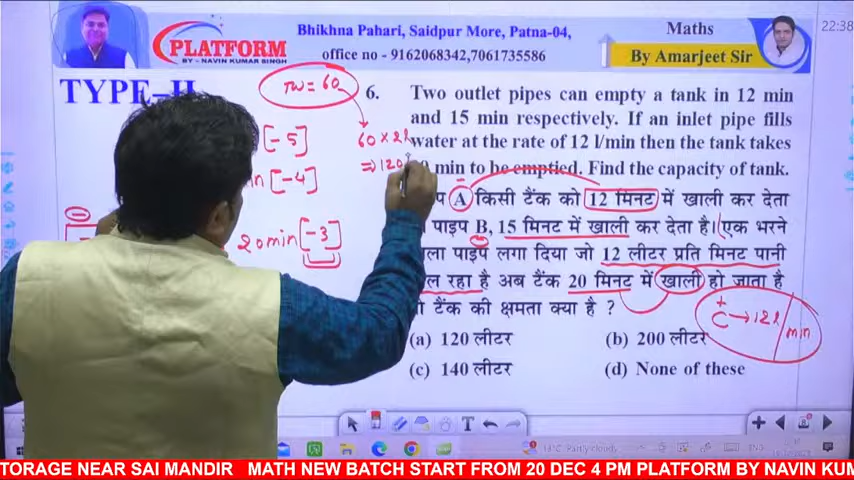 PLATFORM
BY - NAVIN KUMAR SINGH
Bhikhna Pahari, Saidpur More, Patna-04,
office no - 9162068342,7061735586
Maths
By Amarjeet Sir
22:38
TYPE-II
TW = 60
[-5]
[-4]
20min [-3]
60 × 2l
⇒ 120
6. Two outlet pipes can empty a tank in 12 min
and 15 min respectively. If an inlet pipe fills
water at the rate of 12 l/min then the tank takes
min to be emptied. Find the capacity of tank.
A किसी टैंक को 12 मिनट में खाली कर देता
पाइप B, 15 मिनट में खाली कर देता है। एक भरने
पाइप लगा दिया जो 12 लीटर प्रति मिनट पानी
रहा है अब टैंक 20 मिनट में खाली हो जाता है
टैंक की क्षमता क्या है ?
+
C → 12l / min
(a) 120 लीटर
(b) 200 लीटर
(c) 140 लीटर
(d) None of these
TORAGE NEAR SAI MANDIR MATH NEW BATCH START FROM 20 DEC 4 PM PLATFORM BY NAVIN KUM